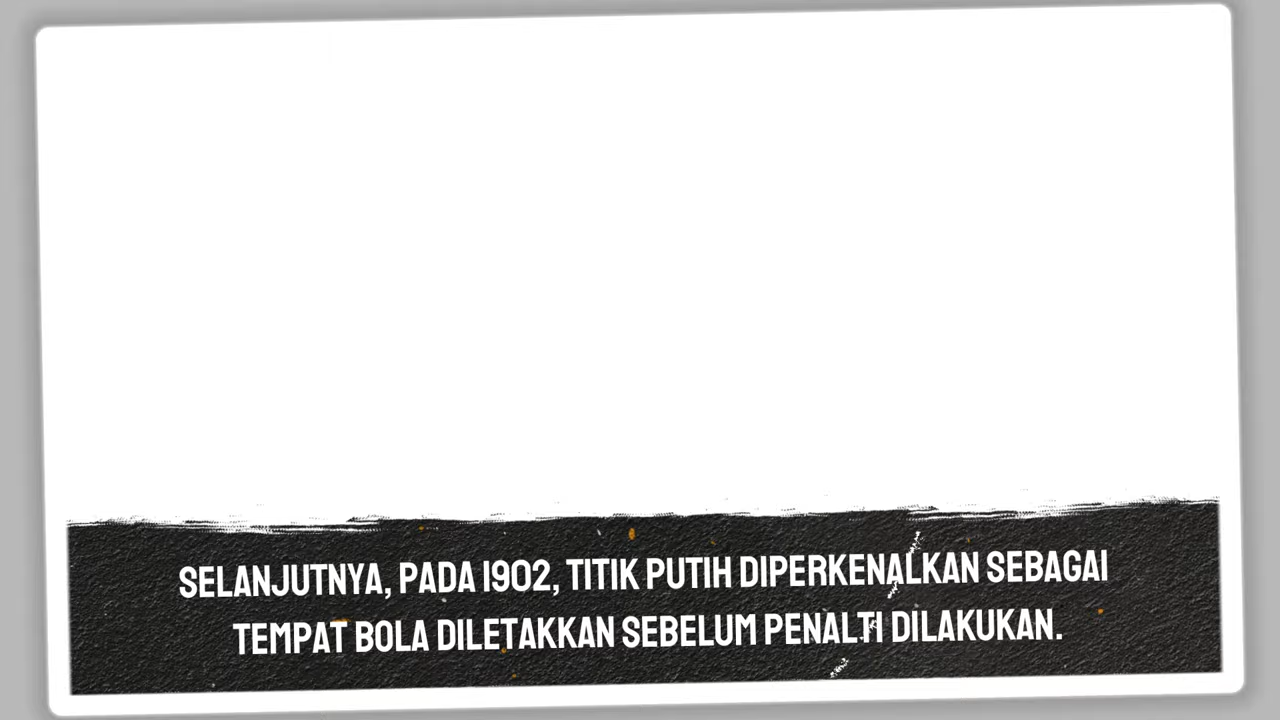 SELANJUTNYA, PADA 1902, TITIK PUTIH DIPERKENALKAN SEBAGAI
TEMPAT BOLA DILETAKKAN SEBELUM PENALTI DILAKUKAN.